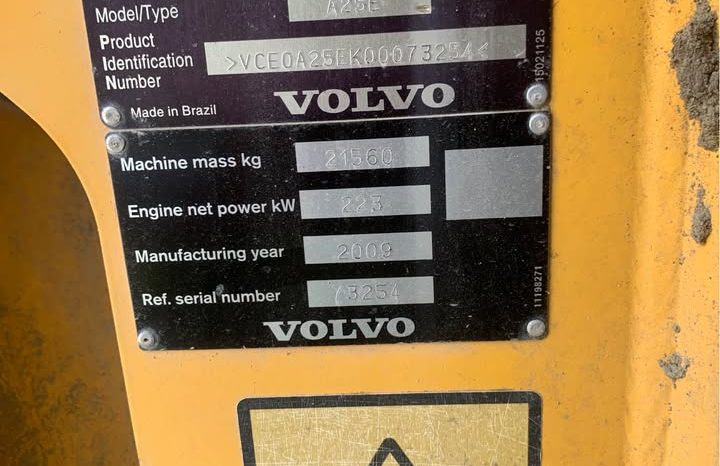 Model/Type A25E
Product
Identification >VCE0A25EK00073254<
Number
Made in Brazil VOLVO
15021125
Machine mass kg 21560
Engine net power kW 223
Manufacturing year 2009
Ref. serial number 73254
11198271
VOLVO